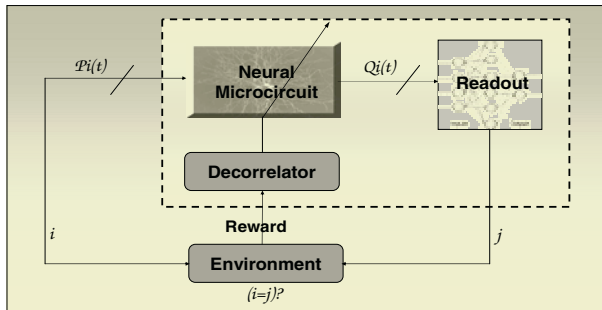 Pi(t)
Neural
Microcircuit
Qi(t)
Readout
Decorrelator
Reward
i
j
Environment
(i=j)?